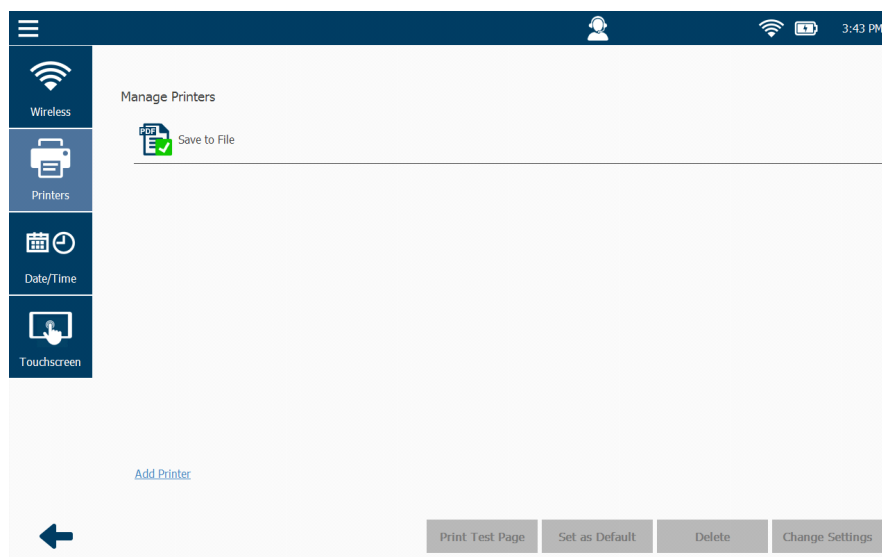 3:43 PM
Wireless
Manage Printers
PDF
Save to File
Printers
Date/Time
Touchscreen
Add Printer
Print Test Page
Set as Default
Delete
Change Settings